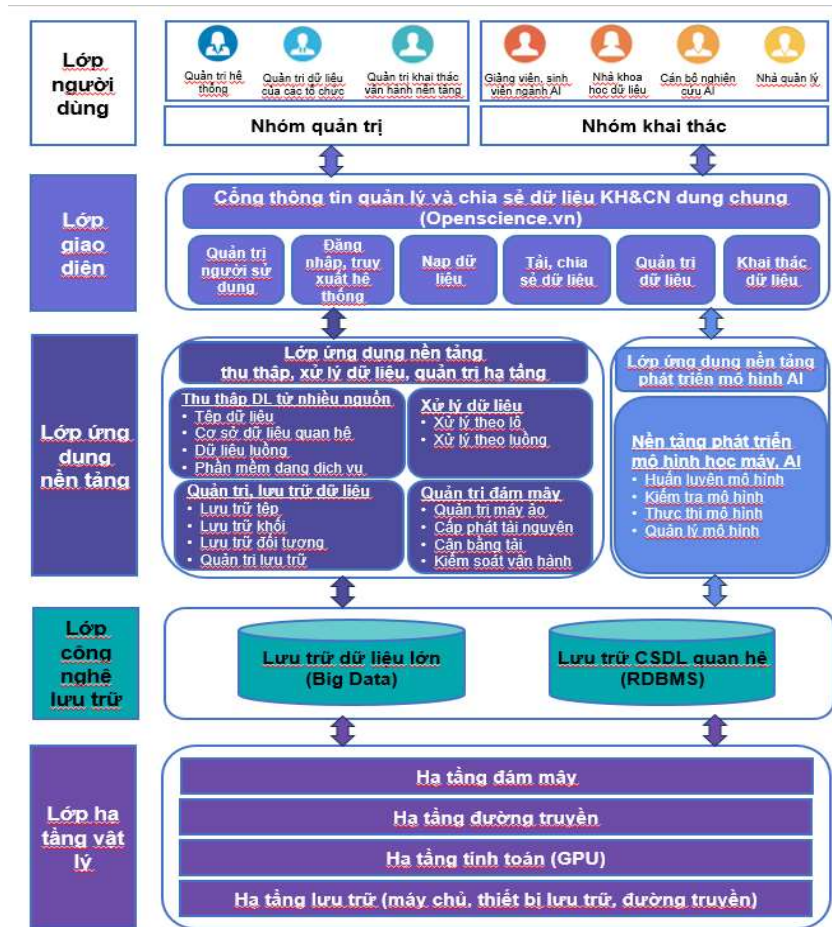 Lớp
người
dùng
Quản trị hệ
thống
Quản trị dữ liệu
của các tổ chức
Quản trị khai thác
vận hành nền tảng
Giảng viên, sinh
viên ngành AI
Nhà khoa
học dữ liệu
Cán bộ nghiên
cứu AI
Nhà quản lý
Nhóm quản trị
Nhóm khai thác
Lớp
giao
diện
Cổng thông tin quản lý và chia sẻ dữ liệu KH&CN dung chung
(Openscience.vn)
Quản trị
người sử
dụng
Đăng
nhập, truy
xuất hệ
thống
Nạp dữ
liệu
Tải, chia
sẻ dữ liệu
Quản trị
dữ liệu
Khai thác
dữ liệu
Lớp ứng
dụng
nền tảng
Lớp ứng dụng nền tảng
thu thập, xử lý dữ liệu, quản trị hạ tầng
Thu thập DL từ nhiều nguồn
• Tệp dữ liệu
• Cơ sở dữ liệu quan hệ
• Dữ liệu luồng
• Phần mềm dạng dịch vụ
Xử lý dữ liệu
• Xử lý theo lô
• Xử lý theo luồng
Quản trị, lưu trữ dữ liệu
• Lưu trữ tệp
• Lưu trữ khối
• Lưu trữ đối tượng
• Quản trị lưu trữ
Quản trị đám mây
• Quản trị máy ảo
• Cấp phát tài nguyên
• Cân bằng tải
• Kiểm soát vận hành
Lớp ứng dụng nền tảng
phát triển mô hình AI
Nền tảng phát triển
mô hình học máy, AI
• Huấn luyện mô hình
• Kiểm tra mô hình
• Thực thi mô hình
• Quản lý mô hình
Lớp
công
nghệ
lưu trữ
Lưu trữ dữ liệu lớn
(Big Data)
Lưu trữ CSDL quan hệ
(RDBMS)
Lớp hạ
tầng vật
lý
Hạ tầng đám mây
Hạ tầng đường truyền
Hạ tầng tính toán (GPU)
Hạ tầng lưu trữ (máy chủ, thiết bị lưu trữ, đường truyền)